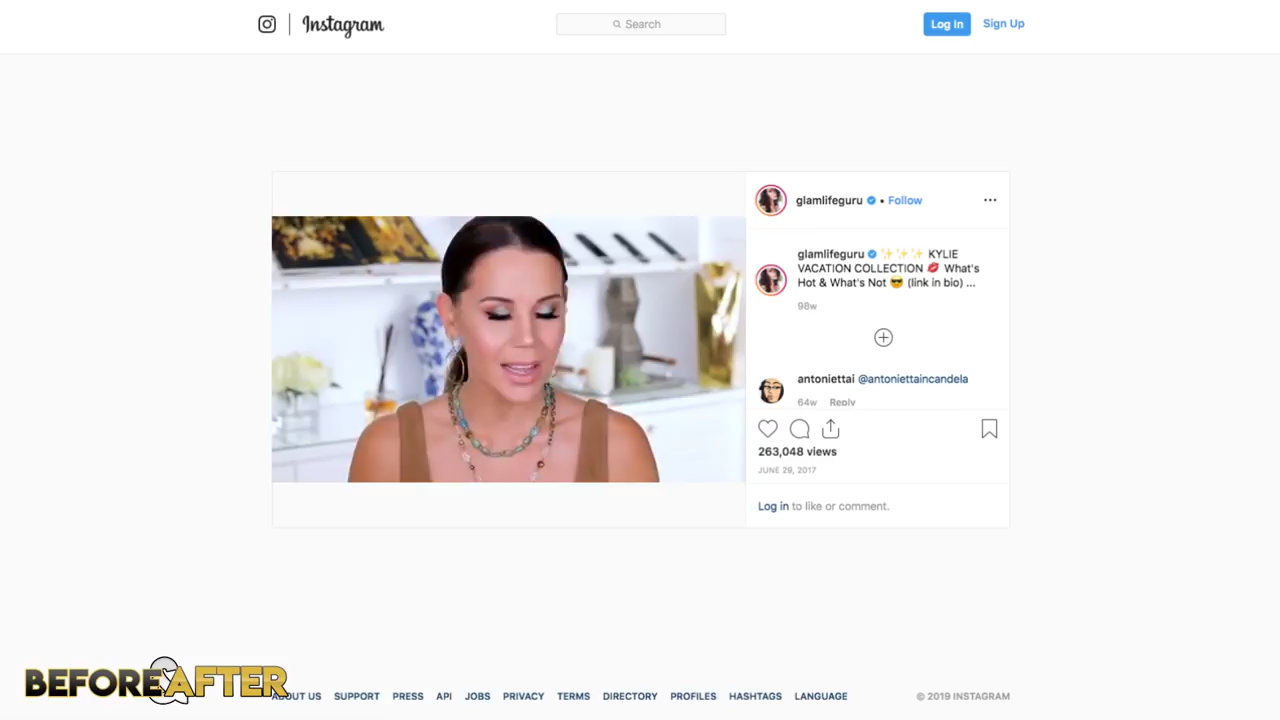 Instagram
Search
Log In
Sign Up
glamlifeguru • Follow
glamlifeguru ✨✨✨ KYLIE
VACATION COLLECTION 💋 What's
Hot & What's Not 😎 (link in bio) ...
98w
antoniettai @antoniettaincandela
64w Reply
263,048 views
JUNE 29, 2017
Log in to like or comment.
BEFORE AFTER
ABOUT US SUPPORT PRESS API JOBS PRIVACY TERMS DIRECTORY PROFILES HASHTAGS LANGUAGE
© 2019 INSTAGRAM